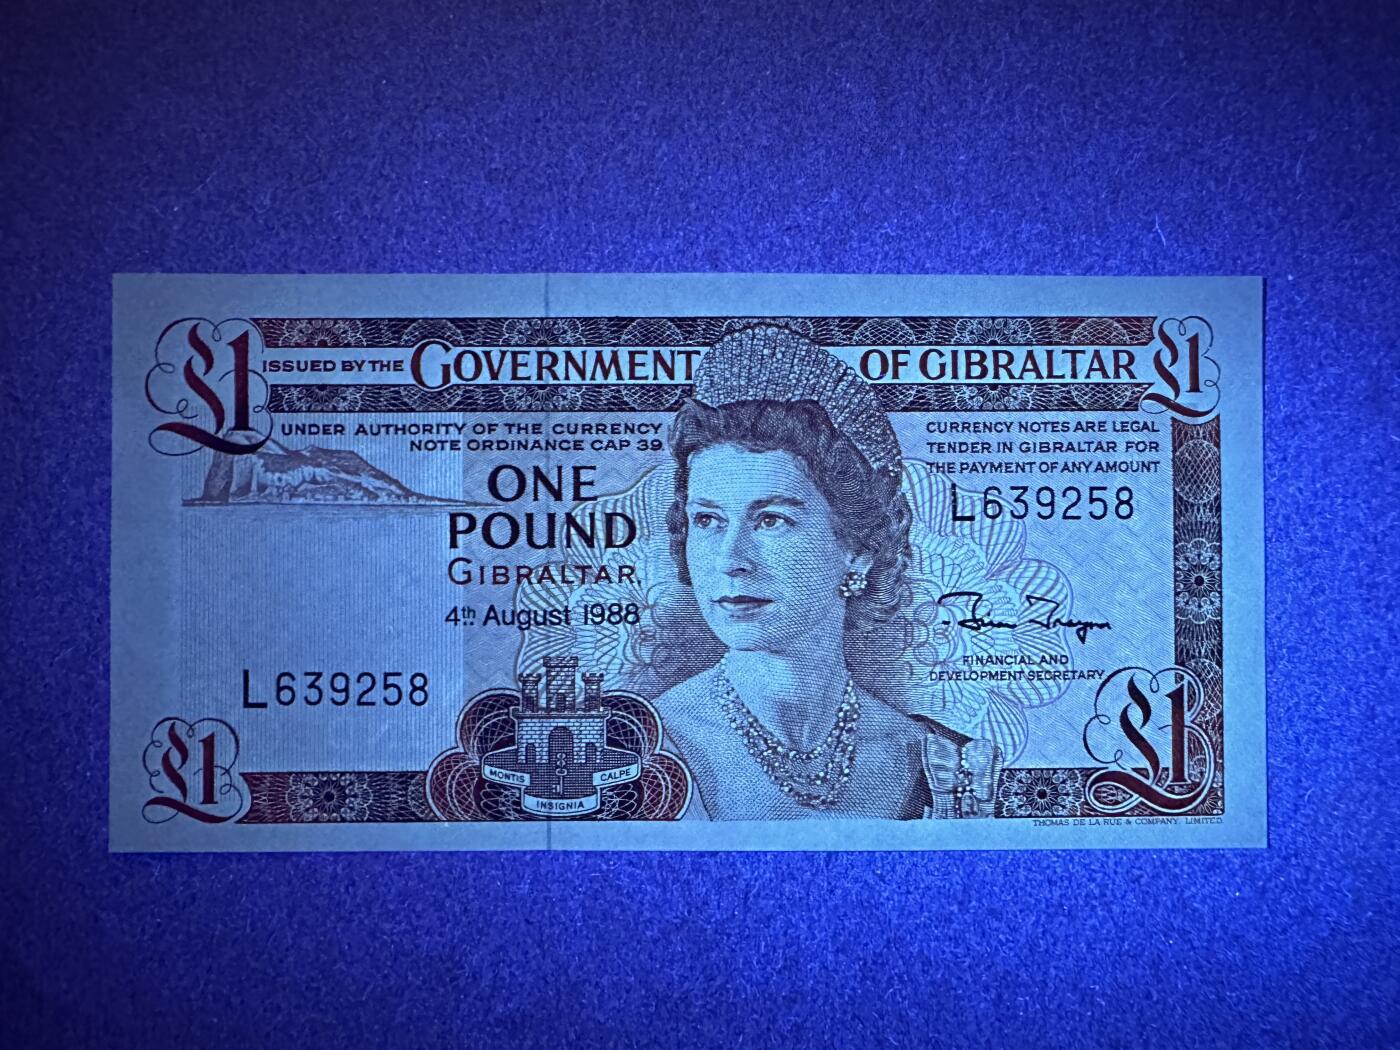 £1
ISSUED BY THE GOVERNMENT OF GIBRALTAR
£1
UNDER AUTHORITY OF THE CURRENCY
NOTE ORDINANCE CAP 39.
CURRENCY NOTES ARE LEGAL
TENDER IN GIBRALTAR FOR
THE PAYMENT OF ANY AMOUNT
ONE
POUND
GIBRALTAR,
4th August 1988
L639258
FINANCIAL AND
DEVELOPMENT SECRETARY
L639258
MONTIS CALPE
INSIGNIA
£1
£1
THOMAS DE LA RUE & COMPANY, LIMITED.